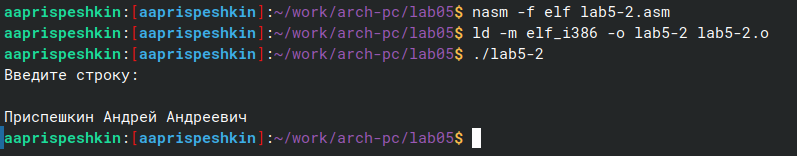 aaprispeshkin:[aaprispeshkin]:~/work/arch-pc/lab05$ nasm -f elf lab5-2.asm
aaprispeshkin:[aaprispeshkin]:~/work/arch-pc/lab05$ ld -m elf_i386 -o lab5-2 lab5-2.o
aaprispeshkin:[aaprispeshkin]:~/work/arch-pc/lab05$ ./lab5-2
Введите строку:
Приспешкин Андрей Андреевич
aaprispeshkin:[aaprispeshkin]:~/work/arch-pc/lab05$